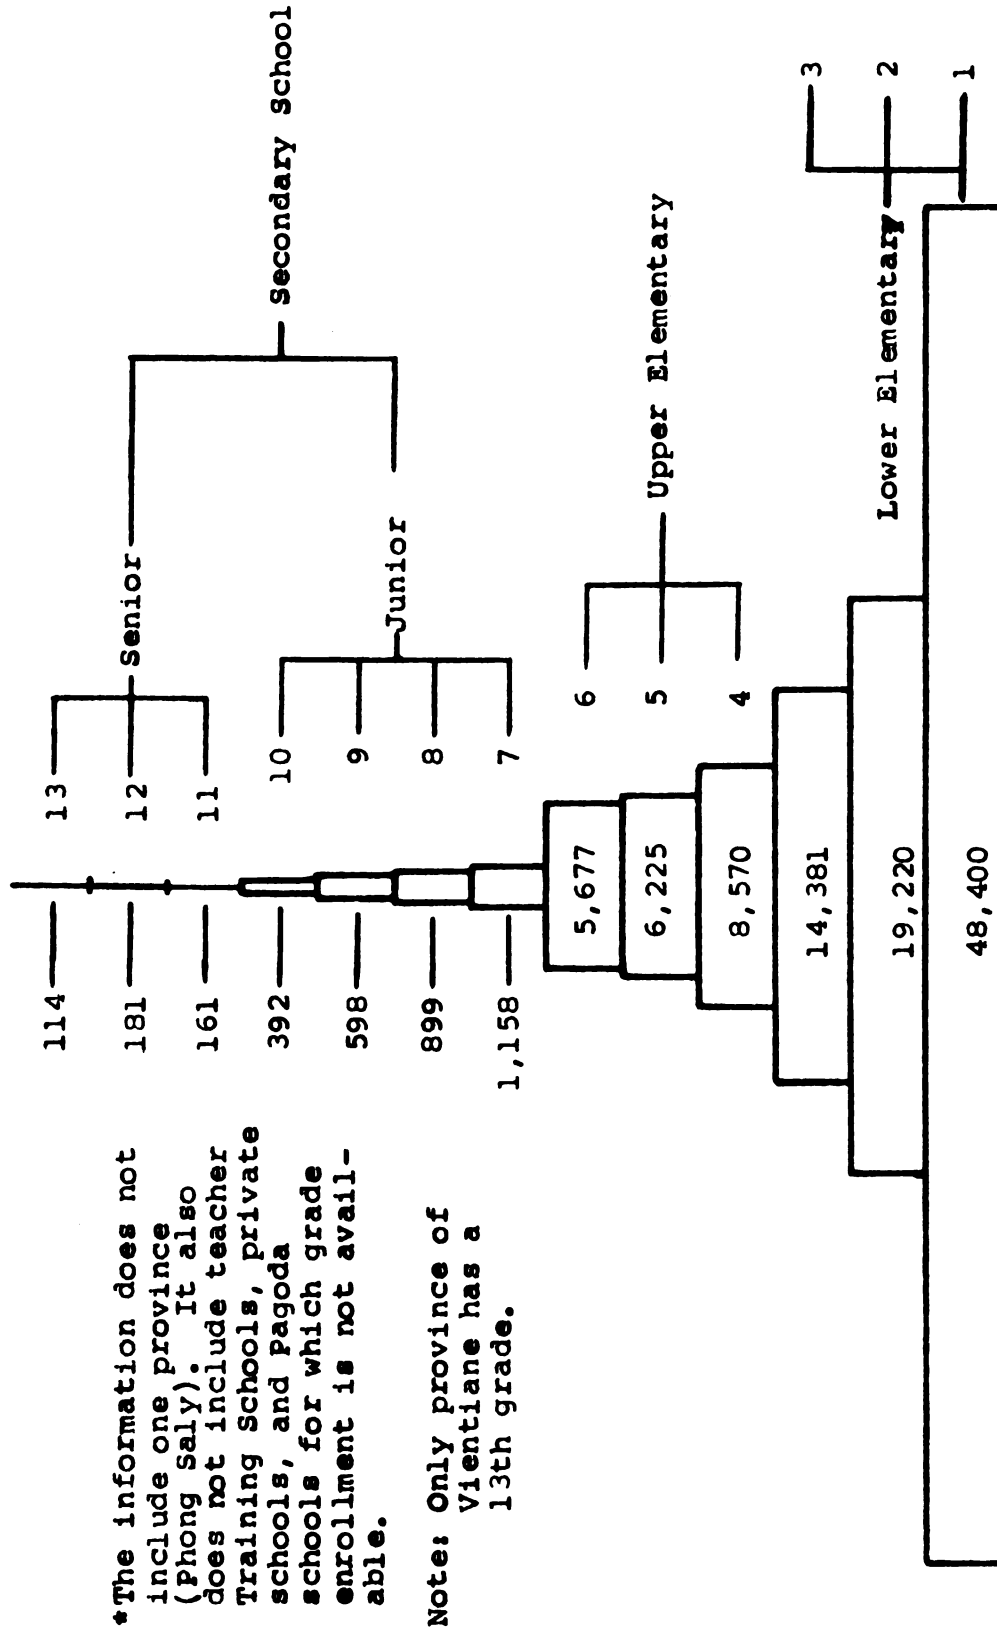 *The information does not
include one province
(Phong Saly). It also
does not include teacher
Training Schools, private
schools, and Pagoda
schools for which grade
enrollment is not avail-
able.
Note: Only province of
Vientiane has a
13th grade.
114 13
181 12 Senior
161 11
392 10
598 9
899 8
1,158 7
Junior
Secondary School
5,677 6
6,225 5 Upper Elementary
8,570 4
14,381 3
19,220 Lower Elementary 2
48,400 1